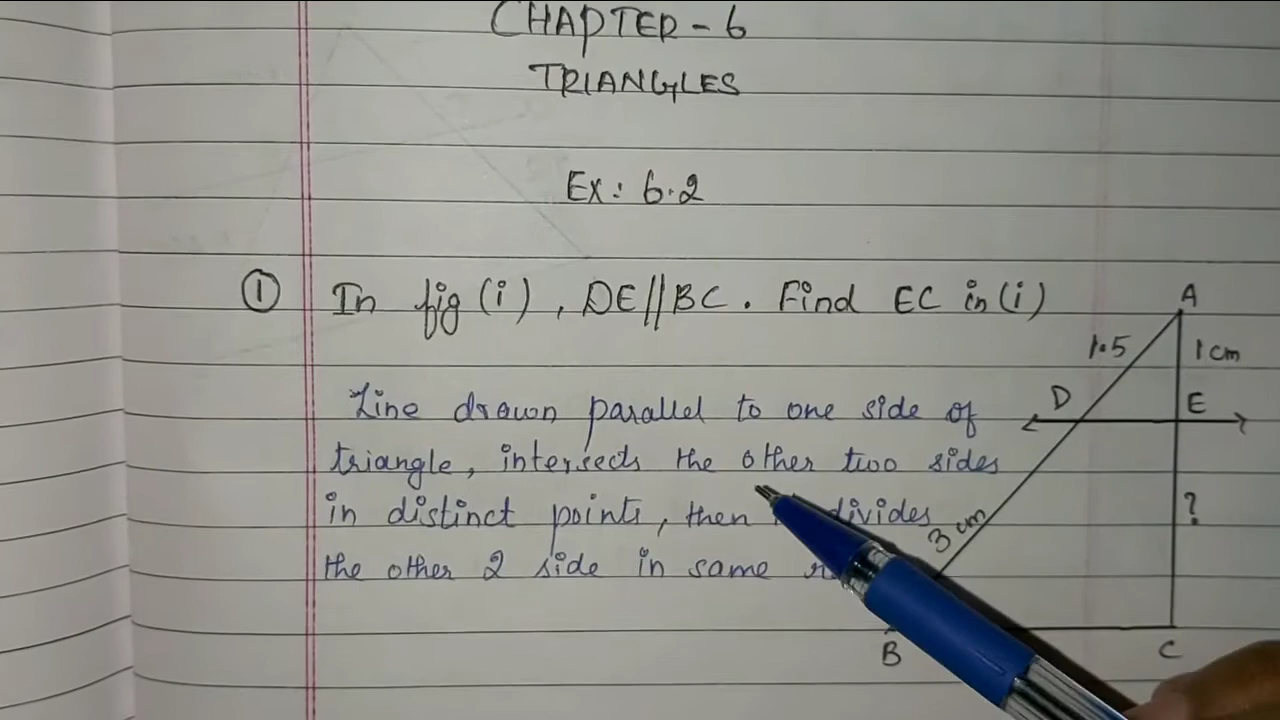 CHAPTER - 6
TRIANGLES
Ex: 6.2
① In fig (i), DE//BC. Find EC in (i)
Line drawn parallel to one side of
triangle, intersects the other two sides
in distinct points, then divides
the other 2 side in same
A
1.5
1 cm
D
E
3 cm
?
B
C